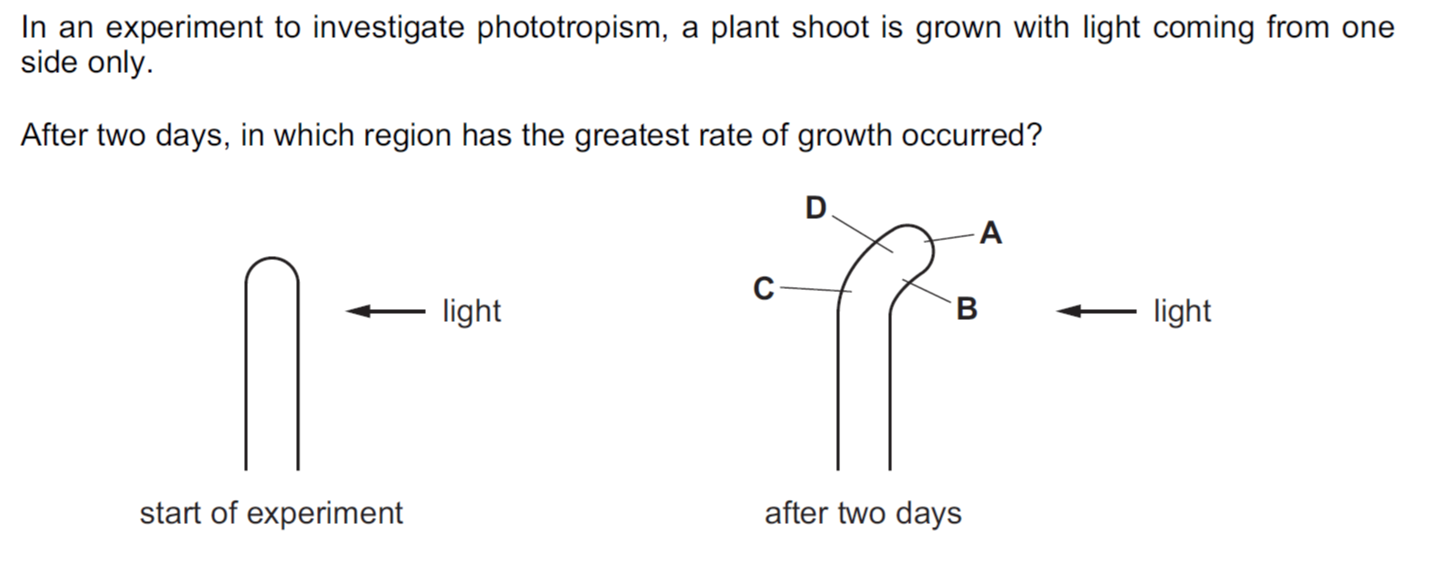 In an experiment to investigate phototropism, a plant shoot is grown with light coming from one
side only.
After two days, in which region has the greatest rate of growth occurred?
D
A
C
B
light
light
start of experiment
after two days